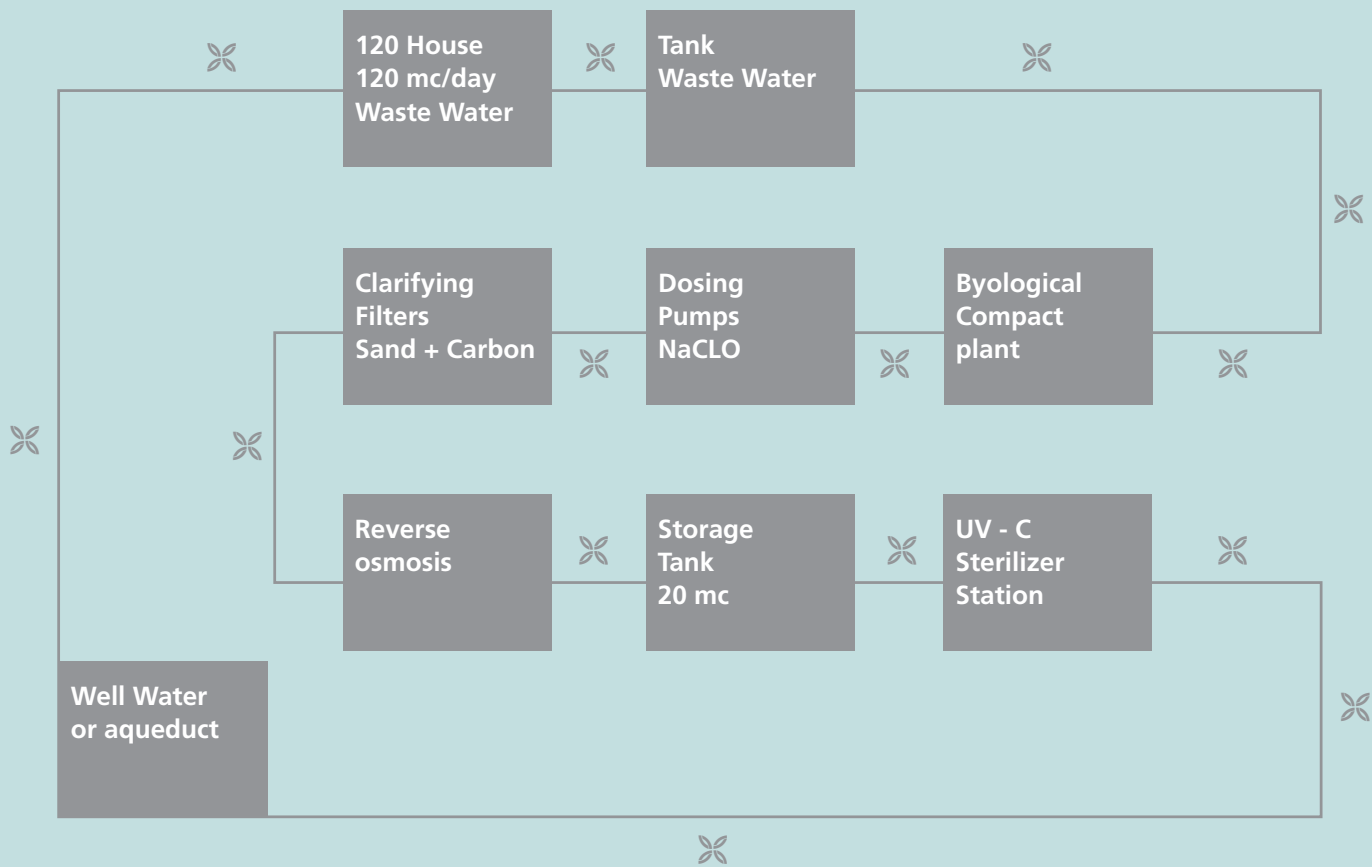 120 House
120 mc/day
Waste Water
Tank
Waste Water
Clarifying
Filters
Sand + Carbon
Dosing
Pumps
NaCLO
Byological
Compact
plant
Reverse
osmosis
Storage
Tank
20 mc
UV - C
Sterilizer
Station
Well Water
or aqueduct